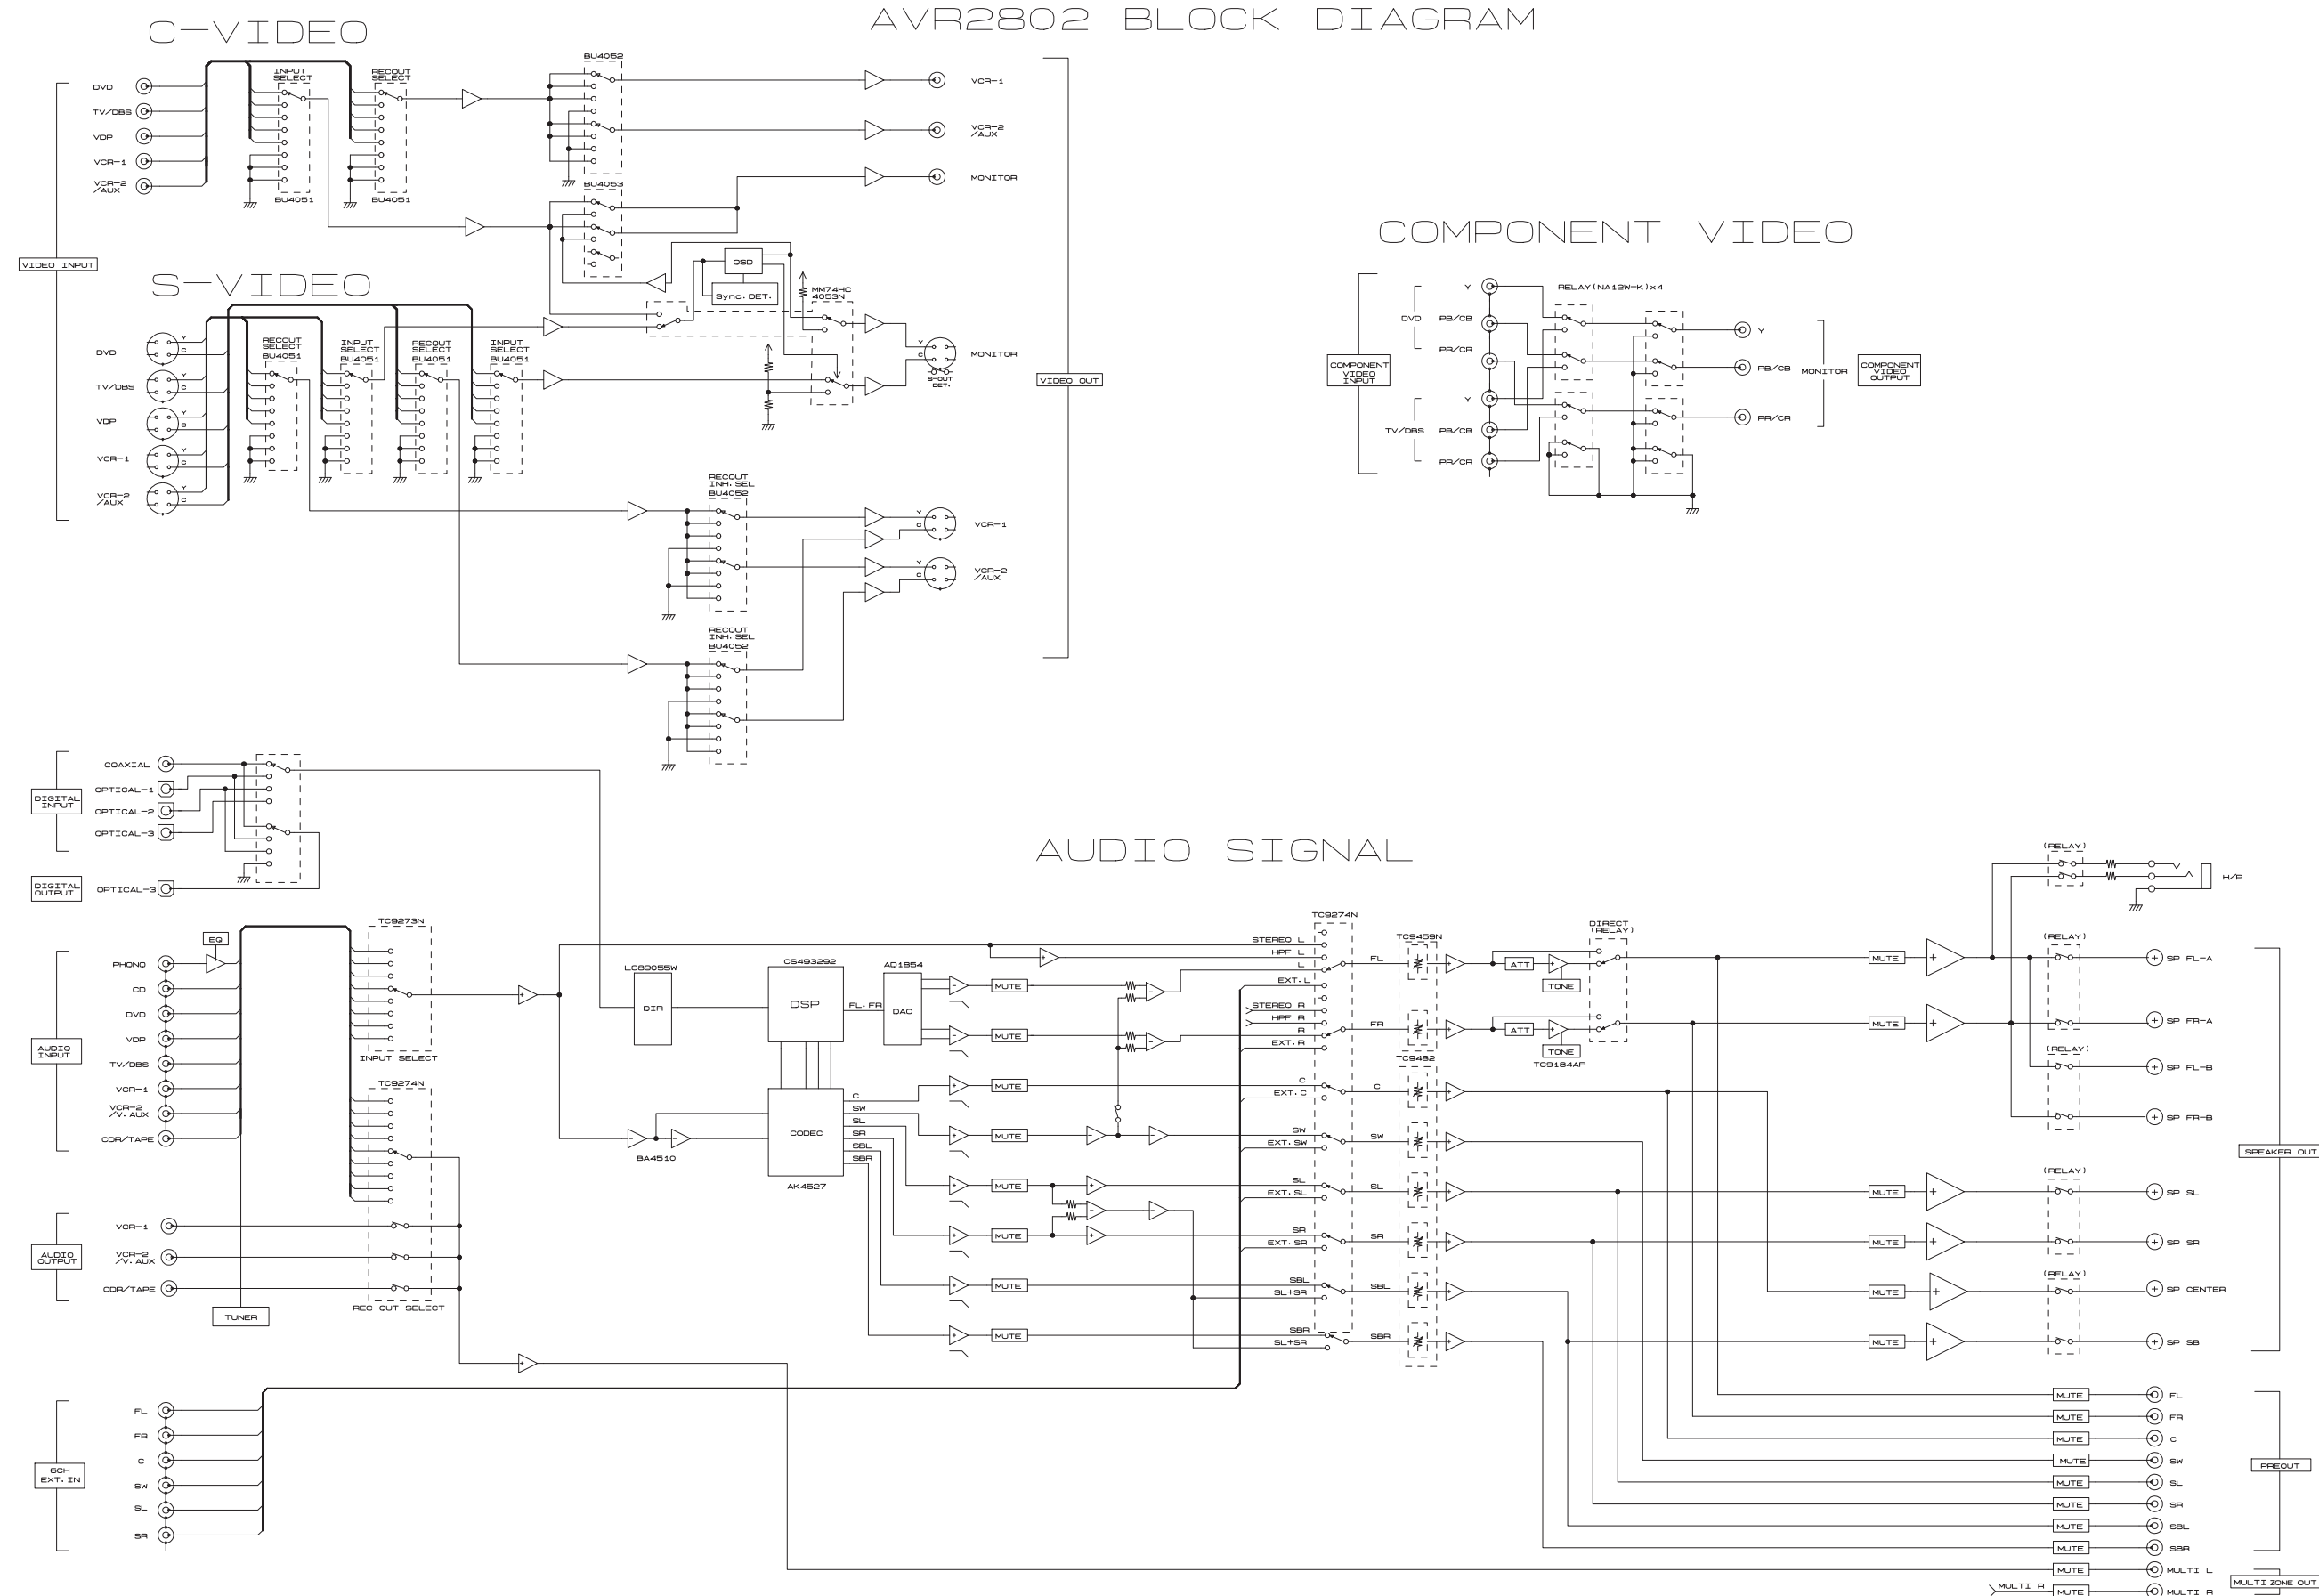 AVR2802 BLOCK DIAGRAM
C-VIDEO
INPUT
SELECT
RECOUT
SELECT
BU4052
DVD
TV/DBS
VDP
VCR-1
VCR-2
/AUX
BU4051
BU4051
VCR-1
VCR-2
/AUX
BU4053
MONITOR
VIDEO INPUT
S-VIDEO
OSD
Sync. DET.
MM74HC
4053N
DVD
Y
C
TV/DBS
Y
C
VDP
Y
C
VCR-1
Y
C
VCR-2
/AUX
Y
C
RECOUT
SELECT
BU4051
INPUT
SELECT
BU4051
RECOUT
SELECT
BU4051
INPUT
SELECT
BU4051
Y
C
S-OUT
DET.
MONITOR
VIDEO OUT
RECOUT
INH. SEL
BU4052
Y
C
VCR-1
Y
C
VCR-2
/AUX
RECOUT
INH. SEL
BU4052
COMPONENT VIDEO
RELAY(NA12W-K)x4
COMPONENT
VIDEO
INPUT
DVD
Y
PB/CB
PR/CR
TV/DBS
Y
PB/CB
PR/CR
Y
PB/CB
PR/CR
MONITOR
COMPONENT
VIDEO
OUTPUT
DIGITAL
INPUT
COAXIAL
OPTICAL-1
OPTICAL-2
OPTICAL-3
DIGITAL
OUTPUT
OPTICAL-3
AUDIO SIGNAL
AUDIO
INPUT
EQ
PHONO
CD
DVD
VDP
TV/DBS
VCR-1
VCR-2
/V. AUX
CDR/TAPE
TC9273N
INPUT SELECT
TC9274N
REC OUT SELECT
AUDIO
OUTPUT
VCR-1
VCR-2
/V. AUX
CDR/TAPE
TUNER
6CH
EXT. IN
FL
FR
C
SW
SL
SR
LC89055W
DIR
CS493292
DSP
FL. FR
AD1854
DAC
BA4510
CODEC
AK4527
C
SW
SL
SR
SBL
SBR
MUTE
MUTE
MUTE
MUTE
MUTE
MUTE
MUTE
MUTE
TC9274N
STEREO L
HPF L
L
EXT. L
STEREO R
HPF R
R
EXT. R
C
EXT. C
SW
EXT. SW
SL
EXT. SL
SR
EXT. SR
SBL
SL+SR
SBR
SL+SR
FL
FR
C
SW
SL
SR
SBL
SBR
TC9459N
TC9482
ATT
TONE
ATT
TONE
TC9184AP
DIRECT
(RELAY)
MUTE
MUTE
MUTE
MUTE
MUTE
MUTE
(RELAY)
H/P
(RELAY)
SP FL-A
SP FR-A
(RELAY)
SP FL-B
SP FR-B
SPEAKER OUT
(RELAY)
SP SL
SP SR
(RELAY)
SP CENTER
SP SB
MUTE FL
MUTE FR
MUTE C
MUTE SW
MUTE SL
MUTE SR
MUTE SBL
MUTE SBR
PREOUT
MUTE MULTI L
MULTI R MUTE MULTI R
MULTI ZONE OUT